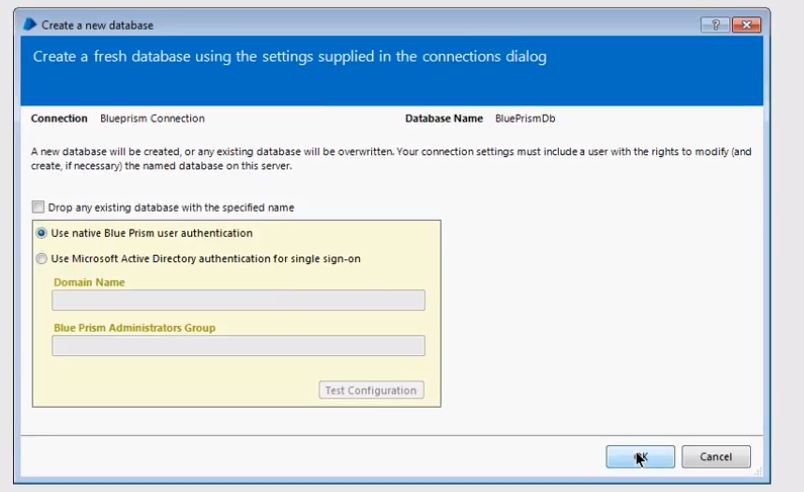 Create a new database
Create a fresh database using the settings supplied in the connections dialog
Connection Blueprism Connection Database Name BluePrismDb
A new database will be created, or any existing database will be overwritten. Your connection settings must include a user with the rights to modify (and
create, if necessary) the named database on this server.
Drop any existing database with the specified name
Use native Blue Prism user authentication
Use Microsoft Active Directory authentication for single sign-on
Domain Name
Blue Prism Administrators Group
Test Configuration
OK Cancel